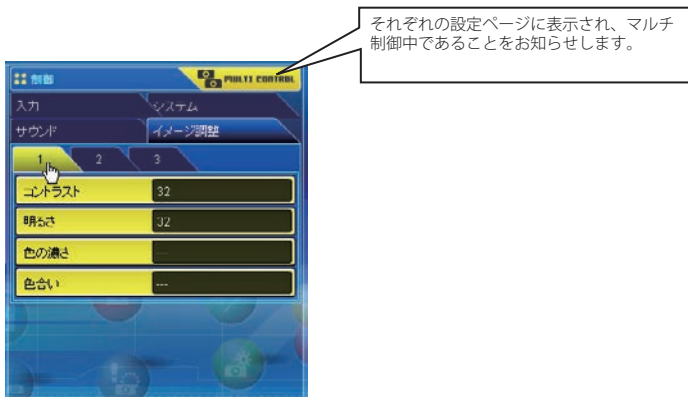 それぞれの設定ページに表示され、マルチ
制御中であることをお知らせします。
制御
MULTI CONTROL
入力
システム
サウンド
イメージ調整
1 2 3
コントラスト 32
明るさ 32
色の濃さ ---
色合い ---